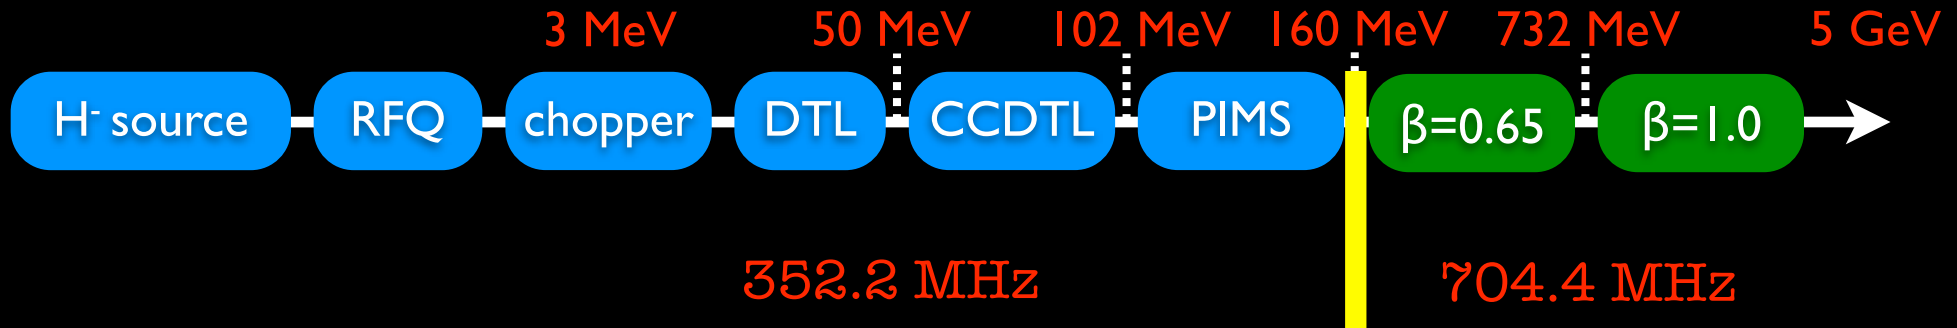 3 MeV 50 MeV 102 MeV 160 MeV 732 MeV 5 GeV
H- source RFQ chopper DTL CCDTL PIMS β=0.65 β=1.0
352.2 MHz 704.4 MHz